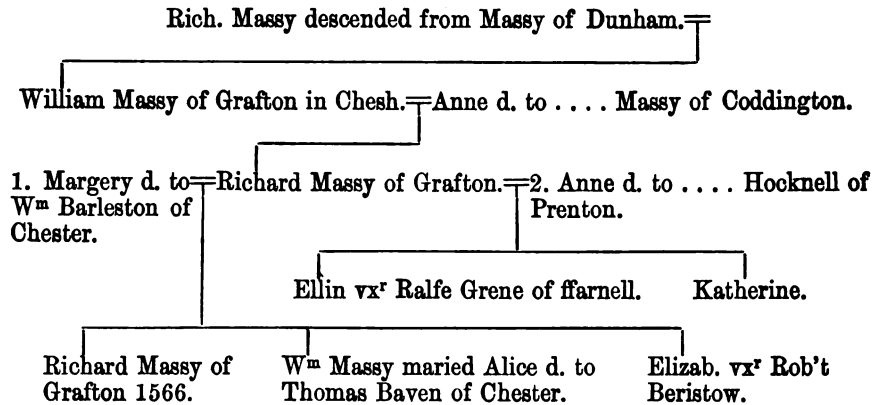 Rich. Massy descended from Massy of Dunham.
William Massy of Grafton in Chesh. Anne d. to .... Massy of Coddington.
1. Margery d. to
Wᵐ Barleston of
Chester.
Richard Massy of Grafton.
2. Anne d. to .... Hocknell of
Prenton.
Ellin vxʳ Ralfe Grene of ffarnell.
Katherine.
Richard Massy of
Grafton 1566.
Wᵐ Massy maried Alice d. to
Thomas Baven of Chester.
Elizab. vxʳ Rob't
Beristow.